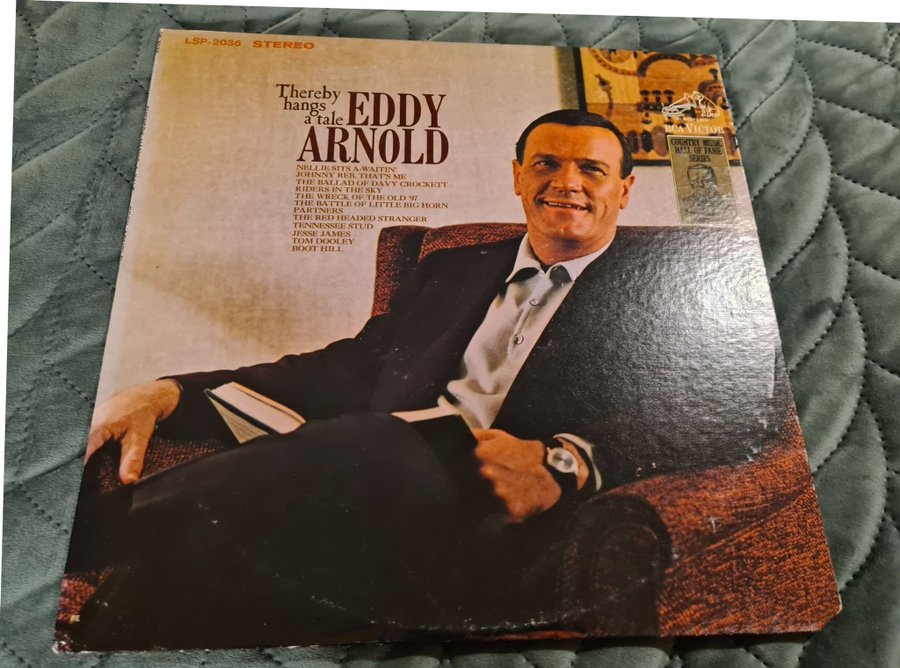 LSP-2036 STEREO
Thereby
hangs
a tale
EDDY
ARNOLD
NELLIE SITS A-WAITIN'
JOHNNY REB, THAT'S ME
THE BALLAD OF DAVY CROCKETT
RIDERS IN THE SKY
THE WRECK OF THE OLD '97
THE BATTLE OF LITTLE BIG HORN
PARTNERS
THE RED HEADED STRANGER
TENNESSEE STUD
JESSE JAMES
TOM DOOLEY
BOOT HILL
RCA VICTOR
COUNTRY MUSIC
HALL OF FAME
SERIES
RE